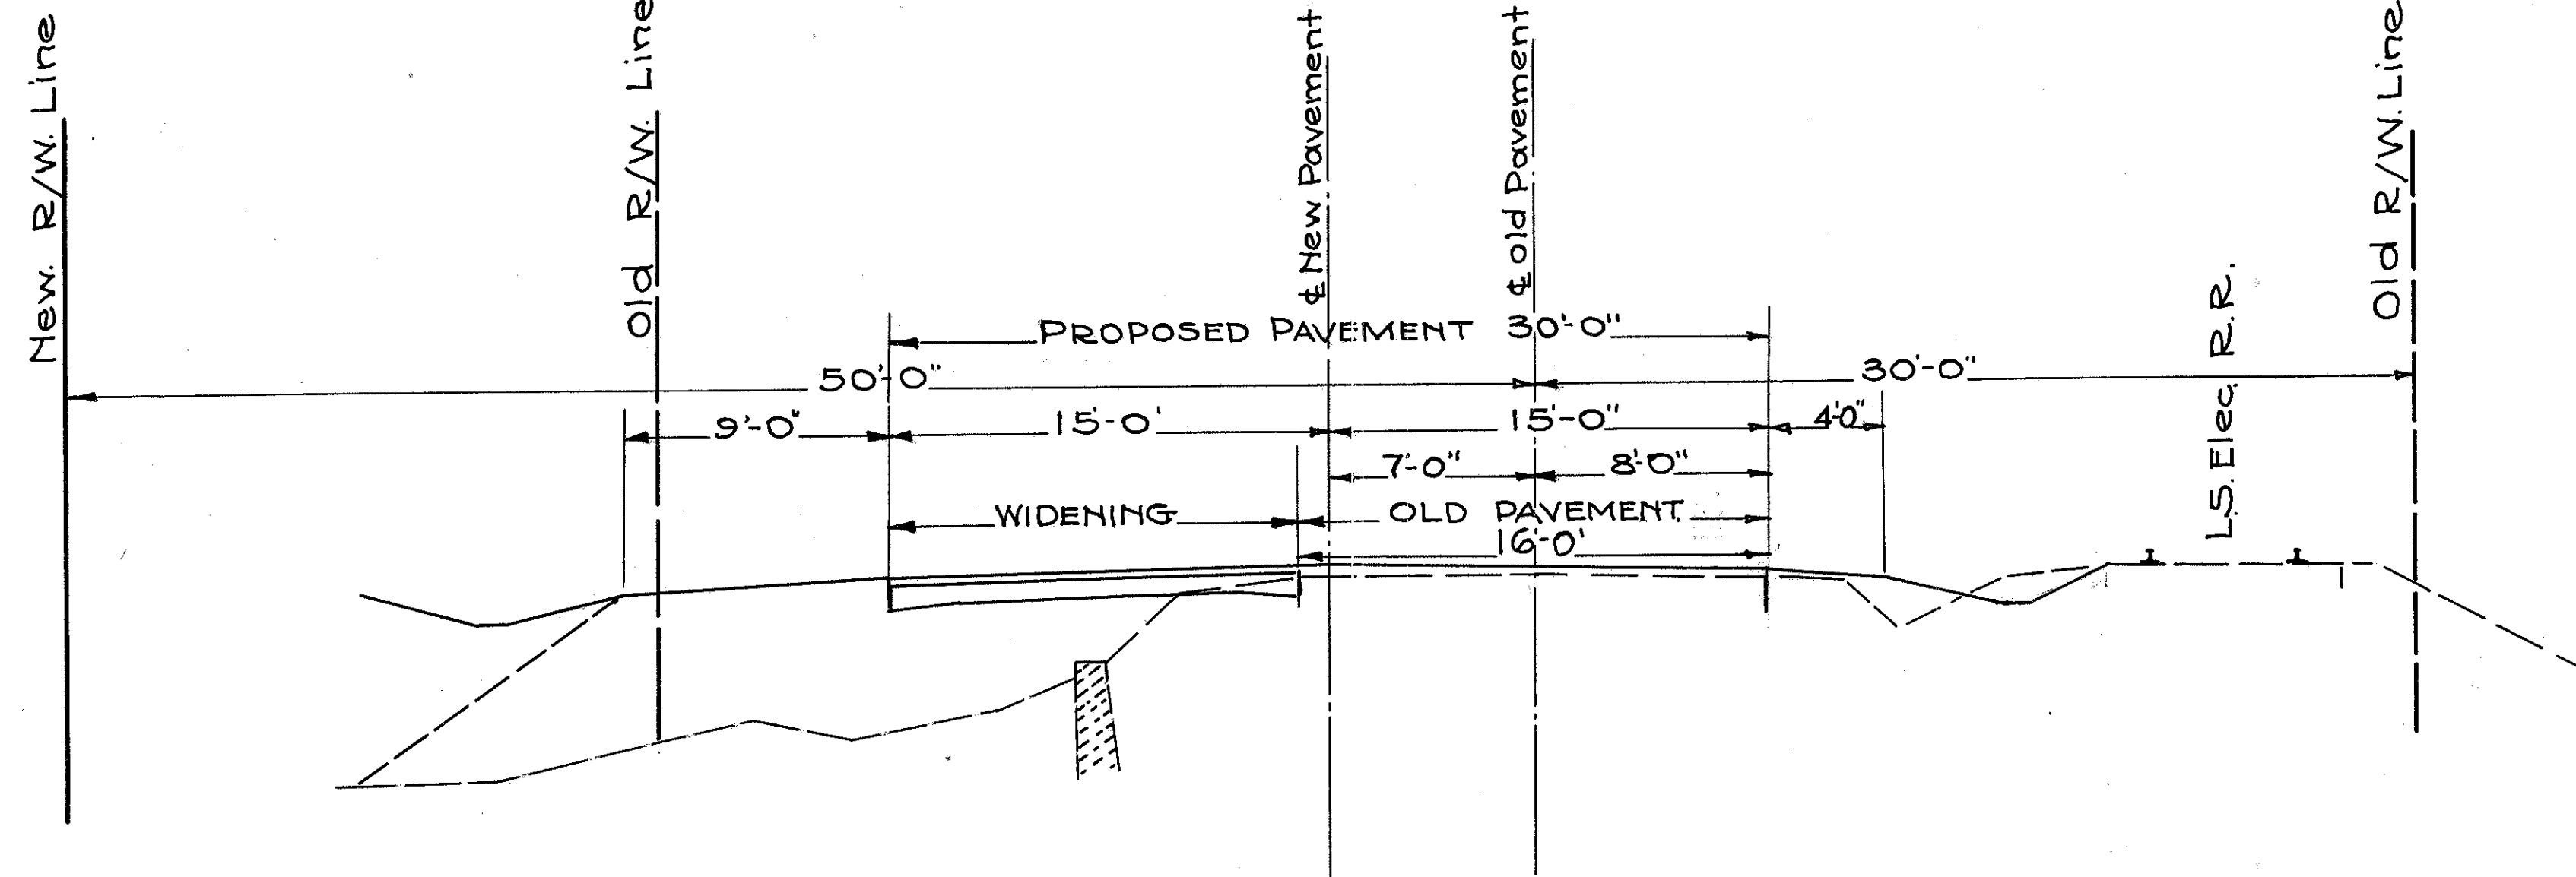 New. R/W. Line
Old R/W. Line
℄ New Pavement
℄ old Pavement
Old R/W. Line
PROPOSED PAVEMENT 30'-0"
50'-0"
30'-0"
9'-0"
15'-0'
15'-0"
4'-0"
7'-0"
8'-0"
WIDENING
OLD PAVEMENT
16'-0'
L.S. Elec. R.R.